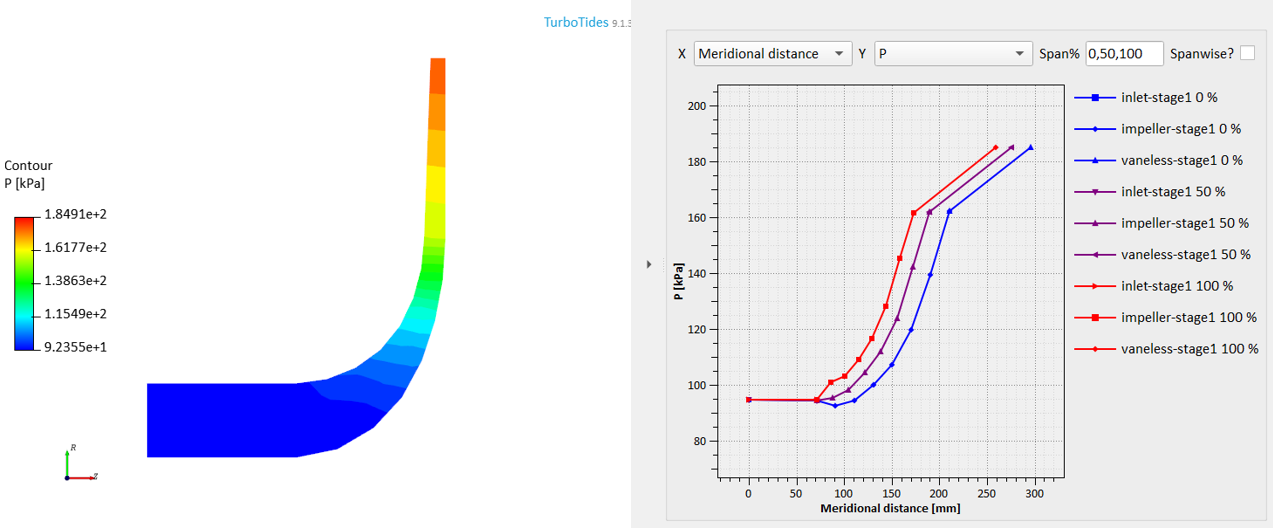 TurboTides 9.1.3
Contour
P [kPa]
1.8491e+2
1.6177e+2
1.3863e+2
1.1549e+2
9.2355e+1
R
Z
X Meridional distance Y P Span% 0,50,100 Spanwise?
200
180
160
140
120
100
80
P [kPa]
0 50 100 150 200 250 300
Meridional distance [mm]
inlet-stage1 0 %
impeller-stage1 0 %
vaneless-stage1 0 %
inlet-stage1 50 %
impeller-stage1 50 %
vaneless-stage1 50 %
inlet-stage1 100 %
impeller-stage1 100 %
vaneless-stage1 100 %